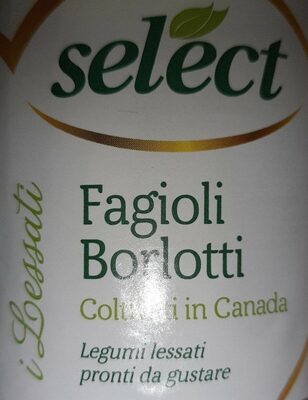 select
i Lessati
Fagioli
Borlotti
in Canada
Legumi lessati
pronti da gustare